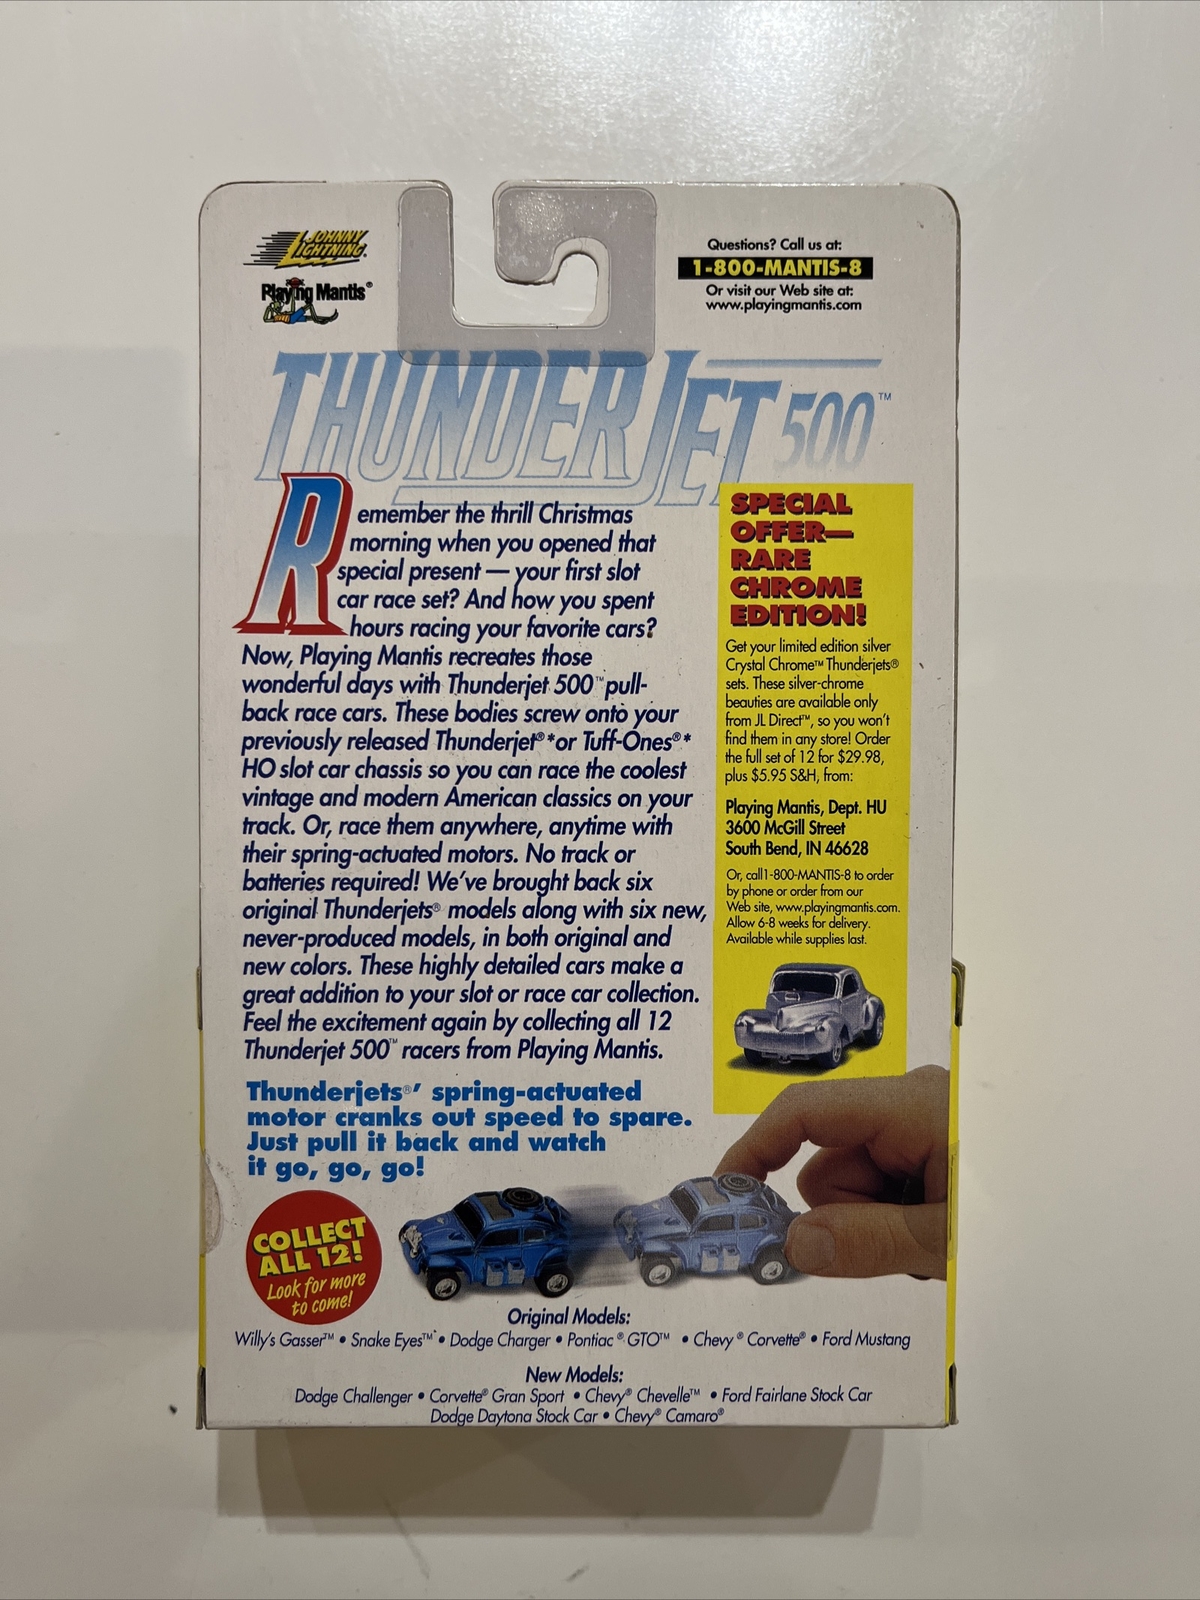 JOHNNY
LIGHTNING®
Playing Mantis®
Questions? Call us at:
1-800-MANTIS-8
Or visit our Web site at:
www.playingmantis.com
THUNDERJET 500™
Remember the thrill Christmas
morning when you opened that
special present — your first slot
car race set? And how you spent
hours racing your favorite cars?
Now, Playing Mantis recreates those
wonderful days with Thunderjet 500™ pull-
back race cars. These bodies screw onto your
previously released Thunderjet®* or Tuff-Ones®*
HO slot car chassis so you can race the coolest
vintage and modern American classics on your
track. Or, race them anywhere, anytime with
their spring-actuated motors. No track or
batteries required! We've brought back six
original Thunderjets® models along with six new,
never-produced models, in both original and
new colors. These highly detailed cars make a
great addition to your slot or race car collection.
Feel the excitement again by collecting all 12
Thunderjet 500™ racers from Playing Mantis.
Thunderjets®' spring-actuated
motor cranks out speed to spare.
Just pull it back and watch
it go, go, go!
SPECIAL
OFFER—
RARE
CHROME
EDITION!
Get your limited edition silver
Crystal Chrome™ Thunderjets®
sets. These silver-chrome
beauties are available only
from JL Direct™, so you won't
find them in any store! Order
the full set of 12 for $29.98,
plus $5.95 S&H, from:
Playing Mantis, Dept. HU
3600 McGill Street
South Bend, IN 46628
Or, call1-800-MANTIS-8 to order
by phone or order from our
Web site, www.playingmantis.com.
Allow 6-8 weeks for delivery.
Available while supplies last.
COLLECT
ALL 12!
Look for more
to come!
Original Models:
Willy's Gasser™ • Snake Eyes™ • Dodge Charger • Pontiac® GTO™ • Chevy® Corvette® • Ford Mustang
New Models:
Dodge Challenger • Corvette® Gran Sport • Chevy® Chevelle™ • Ford Fairlane Stock Car
Dodge Daytona Stock Car • Chevy® Camaro®